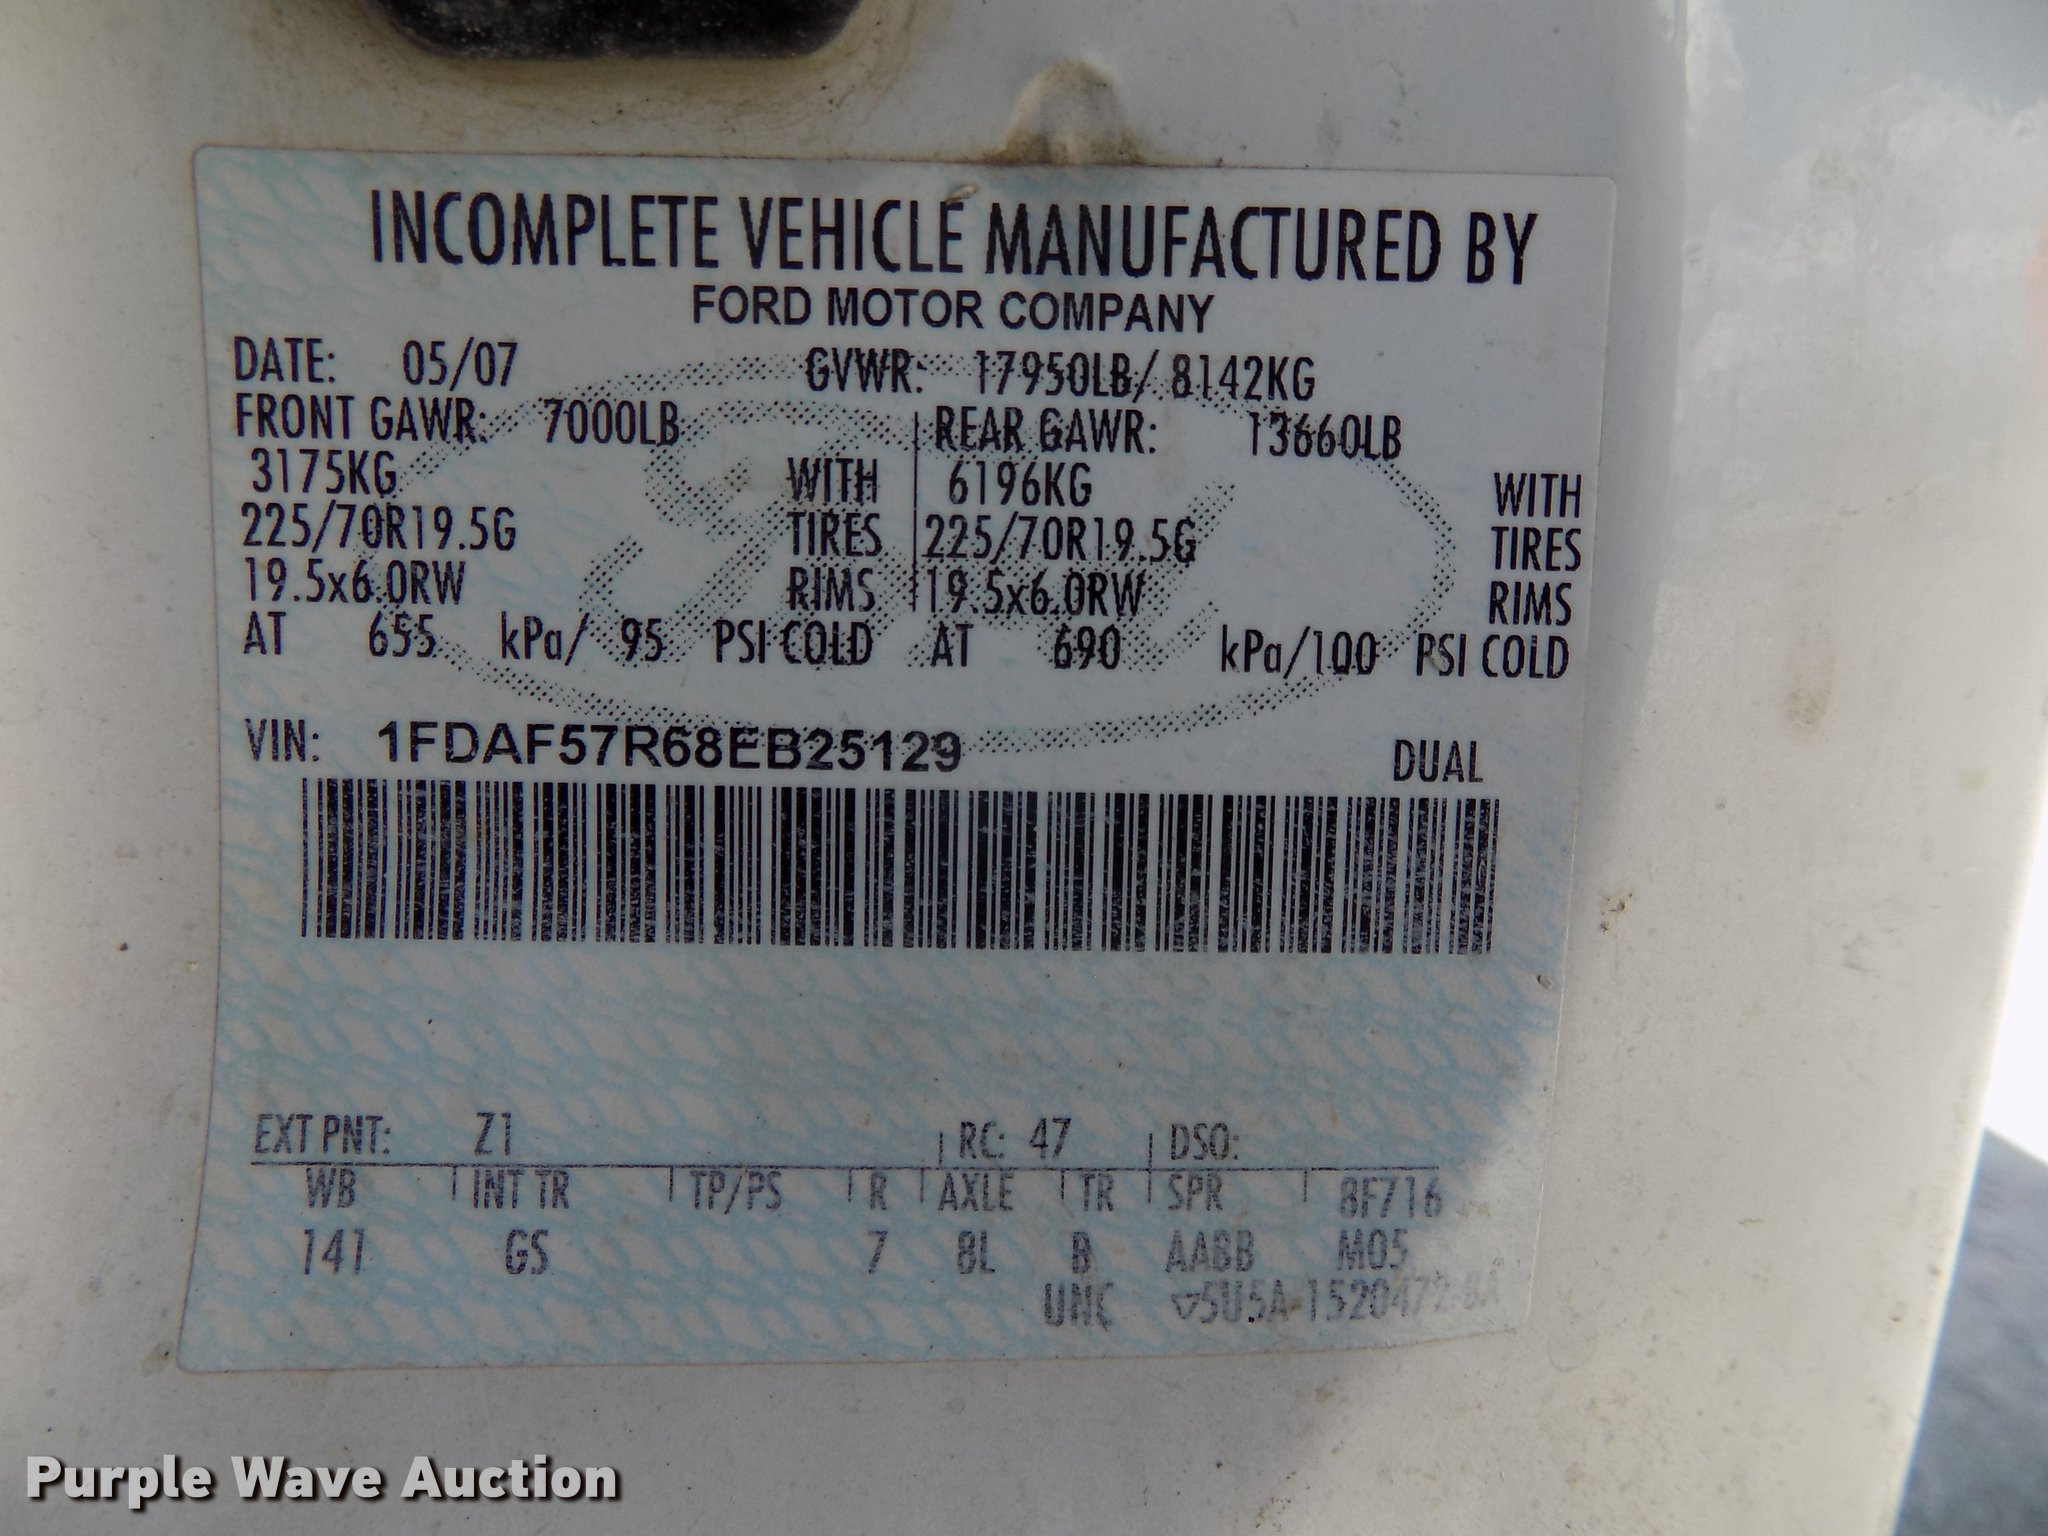 INCOMPLETE VEHICLE MANUFACTURED BY
FORD MOTOR COMPANY
DATE: 05/07 GVWR: 17950LB/ 8142KG
FRONT GAWR: 7000LB REAR GAWR: 13660LB
3175KG WITH 6196KG WITH
225/70R19.5G TIRES 225/70R19.5G TIRES
19.5x6.0RW RIMS 19.5x6.0RW RIMS
AT 655 kPa/ 95 PSI COLD AT 690 kPa/100 PSI COLD
VIN: 1FDAF57R68EB25129 DUAL
EXT PNT: Z1 RC: 47 DSO:
WB INT TR TP/PS R AXLE TR SPR 8F716
141 GS 7 8L B AABB M05
UNC ▽5U5A-1520472-BA
Purple Wave Auction